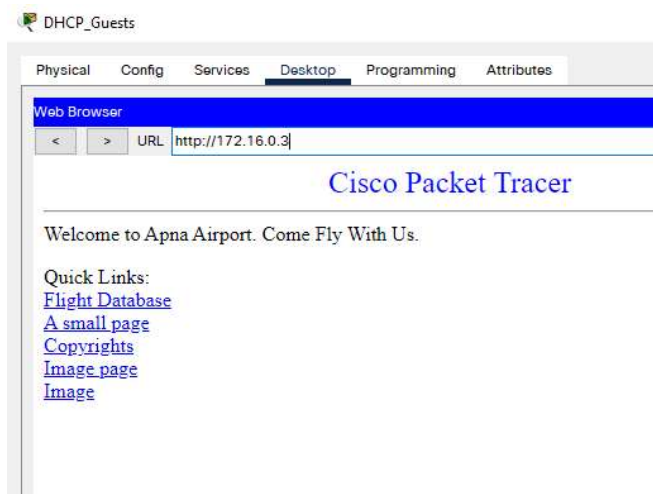 DHCP_Guests
Physical Config Services Desktop Programming Attributes
Web Browser
< > URL http://172.16.0.3
Cisco Packet Tracer
Welcome to Apna Airport. Come Fly With Us.
Quick Links:
Flight Database
A small page
Copyrights
Image page
Image